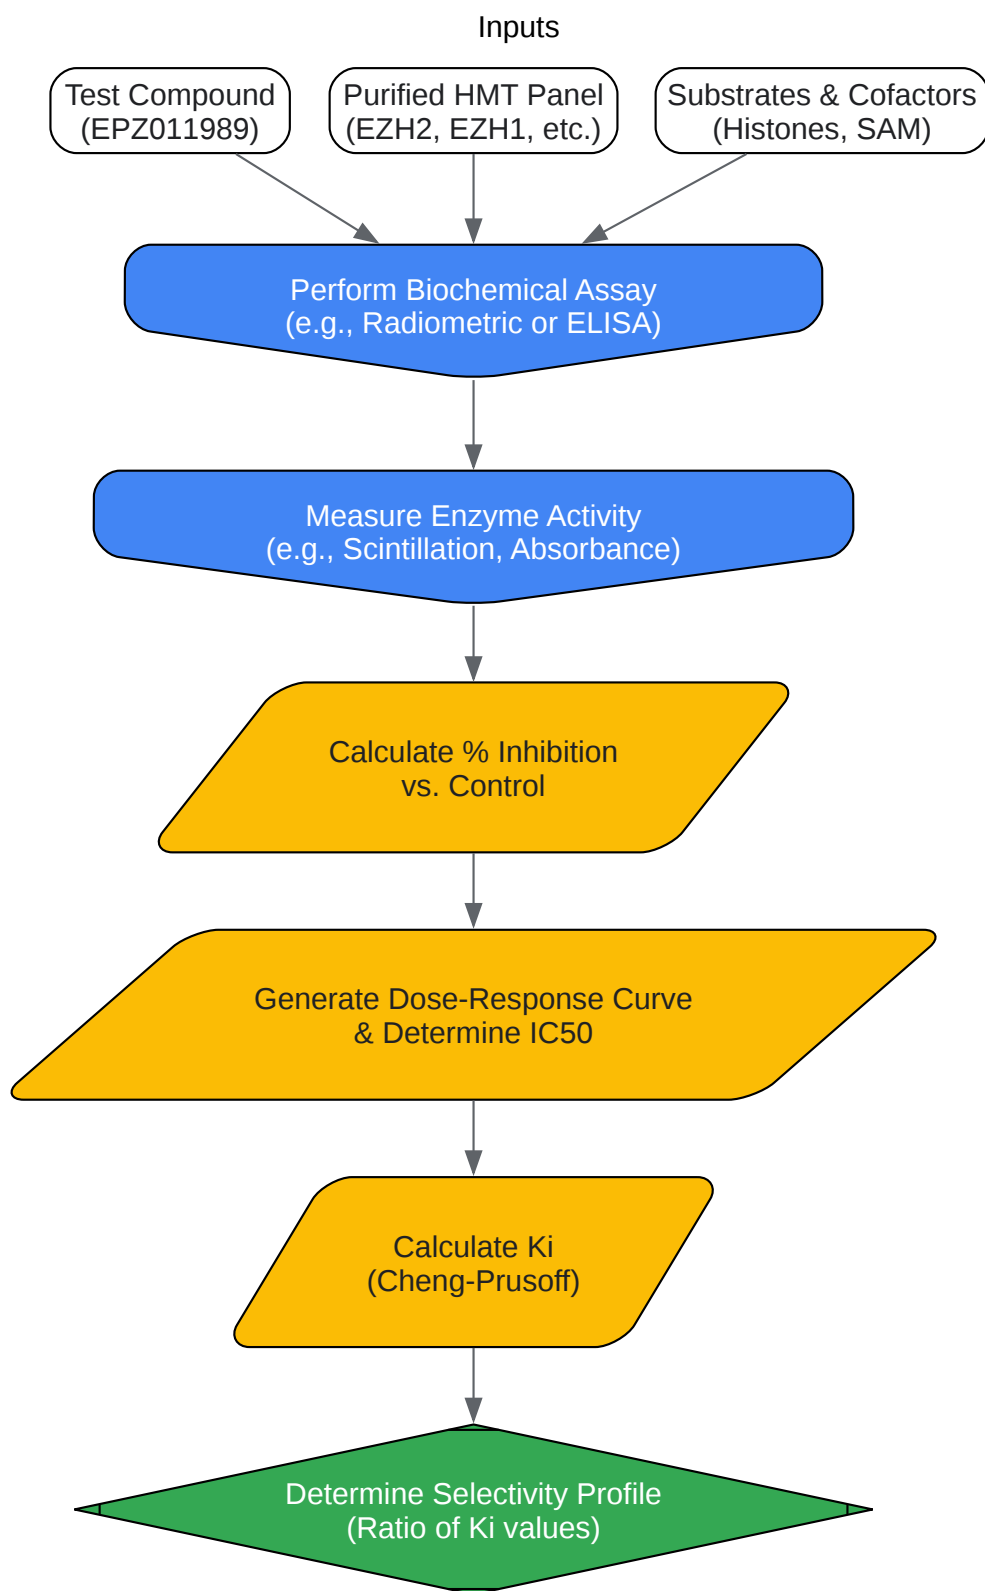 Inputs
Test Compound
(EPZ011989)
Purified HMT Panel
(EZH2, EZH1, etc.)
Substrates & Cofactors
(Histones, SAM)
Perform Biochemical Assay
(e.g., Radiometric or ELISA)
Measure Enzyme Activity
(e.g., Scintillation, Absorbance)
Calculate % Inhibition
vs. Control
Generate Dose-Response Curve
& Determine IC50
Calculate Ki
(Cheng-Prusoff)
Determine Selectivity Profile
(Ratio of Ki values)